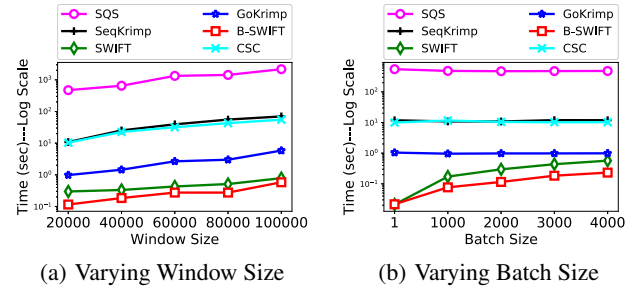 SQS
SeqKrimp
SWIFT
GoKrimp
B-SWIFT
CSC
Time (sec)---Log Scale
10³
10²
10¹
10⁰
10⁻¹
20000 40000 60000 80000 100000
Window Size
(a) Varying Window Size
SQS
SeqKrimp
SWIFT
GoKrimp
B-SWIFT
CSC
Time (sec)---Log Scale
10²
10¹
10⁰
10⁻¹
1 1000 2000 3000 4000
Batch Size
(b) Varying Batch Size